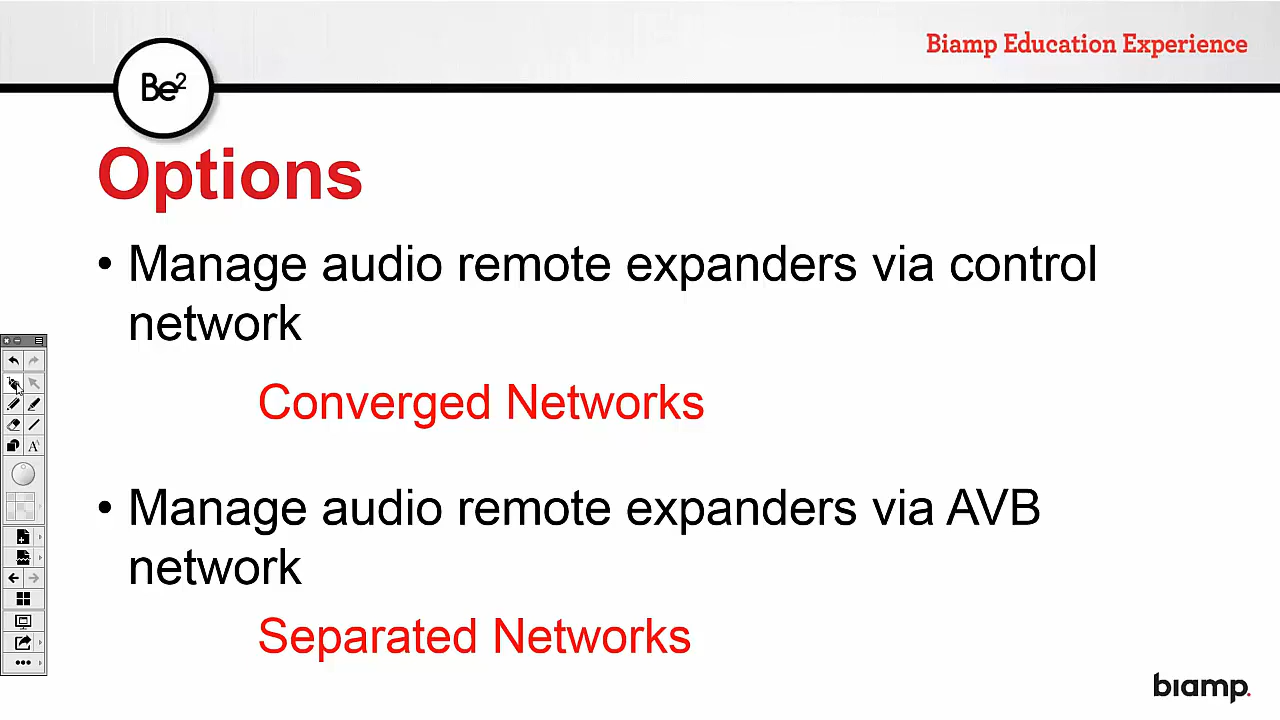 Biamp Education Experience
Be²
Options
• Manage audio remote expanders via control
network
Converged Networks
• Manage audio remote expanders via AVB
network
Separated Networks
biamp.